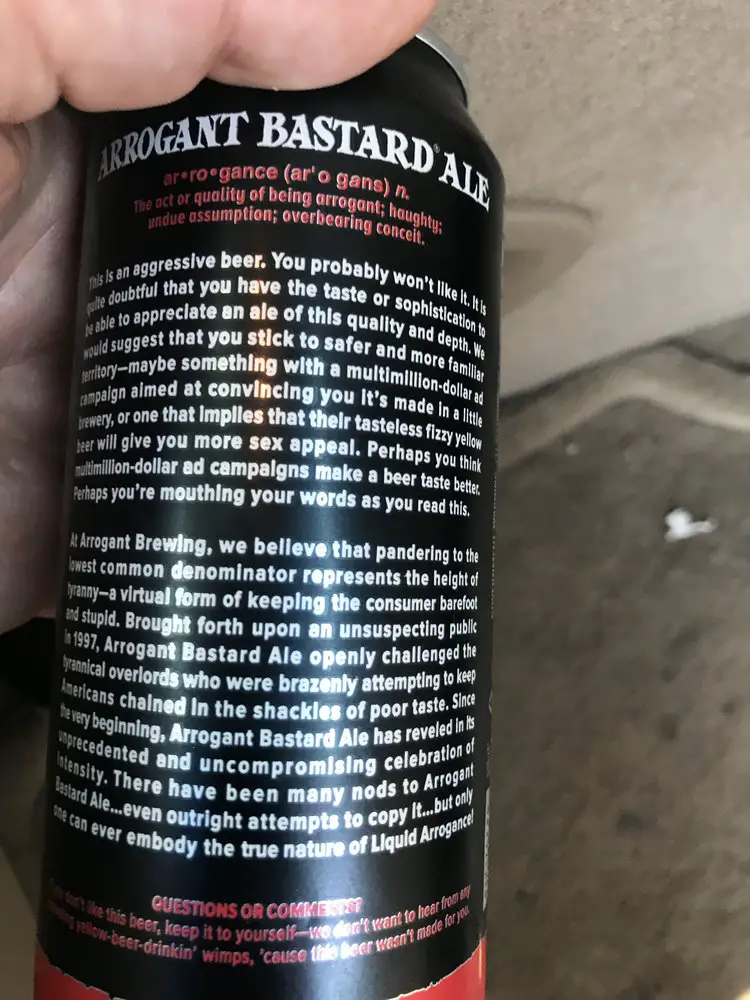 ARROGANT BASTARD® ALE
ar•ro•gance (ar' o gans) n.
The act or quality of being arrogant; haughty;
undue assumption; overbearing conceit.
This is an aggressive beer. You probably won't like it. It is
quite doubtful that you have the taste or sophistication to
be able to appreciate an ale of this quality and depth. We
would suggest that you stick to safer and more familiar
territory—maybe something with a multimillion-dollar ad
campaign aimed at convincing you it's made in a little
brewery, or one that implies that their tasteless fizzy yellow
beer will give you more sex appeal. Perhaps you think
multimillion-dollar ad campaigns make a beer taste better.
Perhaps you're mouthing your words as you read this.
At Arrogant Brewing, we believe that pandering to the
lowest common denominator represents the height of
tyranny—a virtual form of keeping the consumer barefoot
and stupid. Brought forth upon an unsuspecting public
in 1997, Arrogant Bastard Ale openly challenged the
tyrannical overlords who were brazenly attempting to keep
Americans chained in the shackles of poor taste. Since
the very beginning, Arrogant Bastard Ale has reveled in its
unprecedented and uncompromising celebration of
intensity. There have been many nods to Arrogant
Bastard Ale...even outright attempts to copy it...but only
one can ever embody the true nature of Liquid Arrogance!
QUESTIONS OR COMMENTS?
don't like this beer, keep it to yourself—we don't want to hear from any
yellow-beer-drinkin' wimps, 'cause this beer wasn't made for you.